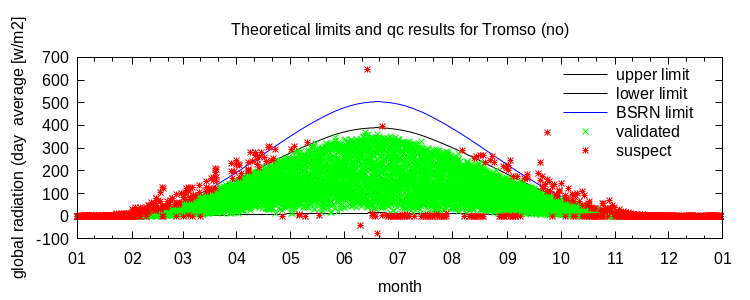 Theoretical limits and qc results for Tromso (no)
global radiation (day  average [w/m2]
700
600
500
400
300
200
100
0
-100
upper limit
lower limit
BSRN limit
validated
suspect
01 02 03 04 05 06 07 08 09 10 11 12 01
month